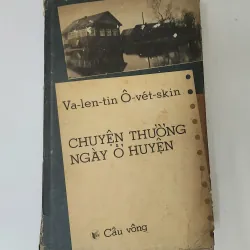 Va-len-tin Ô-vét-skin
CHUYỆN THƯỜNG
NGÀY Ở HUYỆN
Cầu vồng